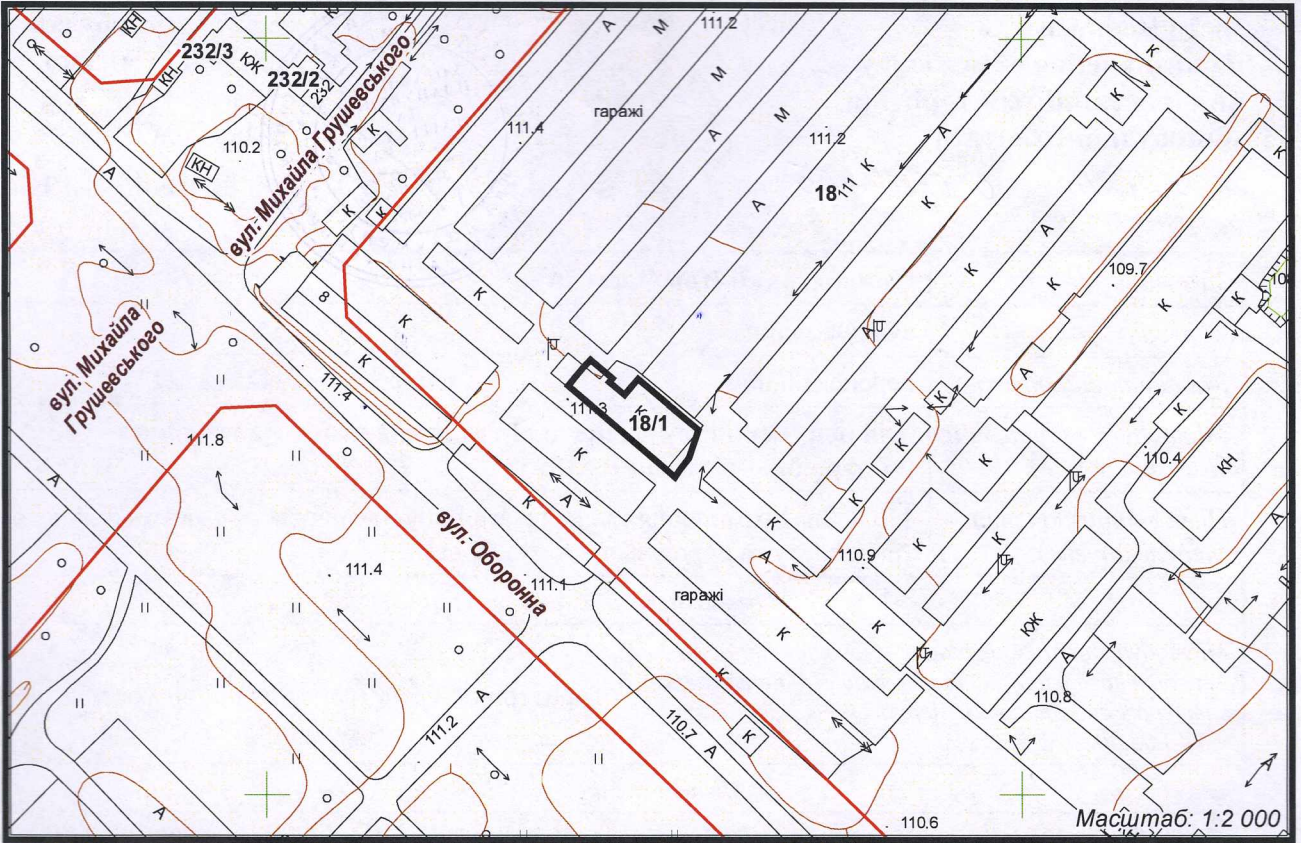 КН
232/3
КЖ
КН
232/2
232
вул. Михайла Грушевського
К
А
М
111.2
М
гаражі
111.4
А
М
111.2
А
К
А
18
111
К
А
К
К
К
К
110.2
КН
А
К
К
109.7
К
К
8
К
К
К
вул. Михайла
Грушевського
111.4
111.3
К
18/1
А
К
А
К
К
К
111.8
К
К
А
К
110.4
КН
А
А
вул. Оборонна
111.4
111.1
гаражі
К
К
А
110.9
К
К
К
К
КЖ
А
110.8
К
К
110.7
А
111.2
А
А
А
110.6
Масштаб: 1:2 000